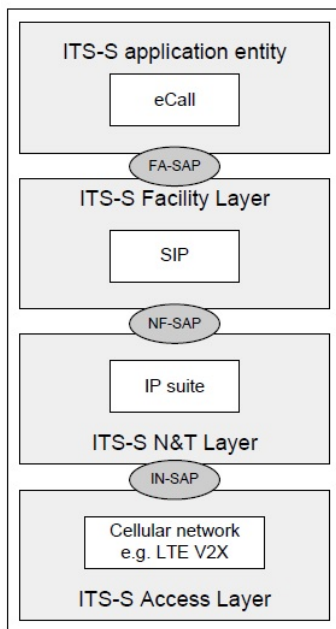 ITS-S application entity
eCall
FA-SAP
ITS-S Facility Layer
SIP
NF-SAP
IP suite
ITS-S N&T Layer
IN-SAP
Cellular network
e.g. LTE V2X
ITS-S Access Layer